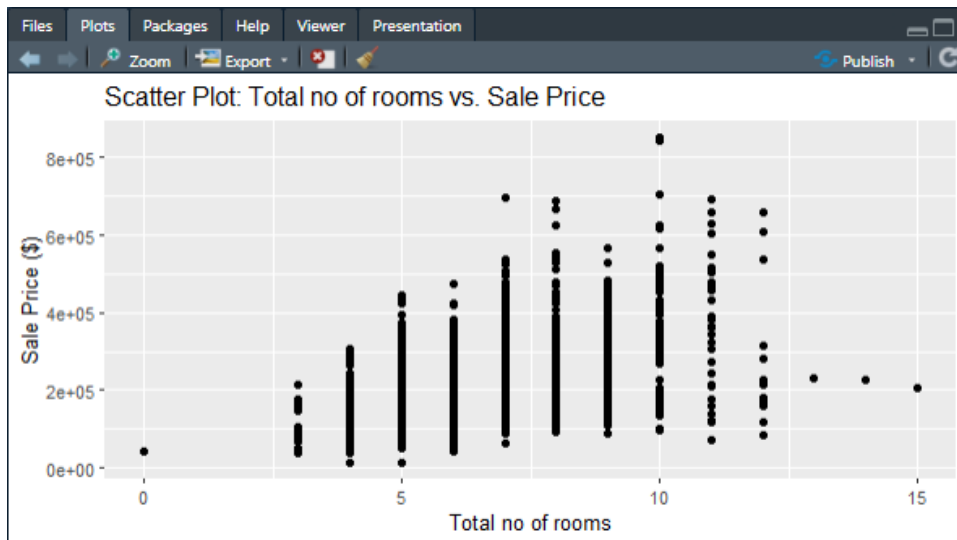 Files Plots Packages Help Viewer Presentation
Zoom Export Publish
Scatter Plot: Total no of rooms vs. Sale Price
8e+05
6e+05
4e+05
2e+05
0e+00
Sale Price ($)
0 5 10 15
Total no of rooms